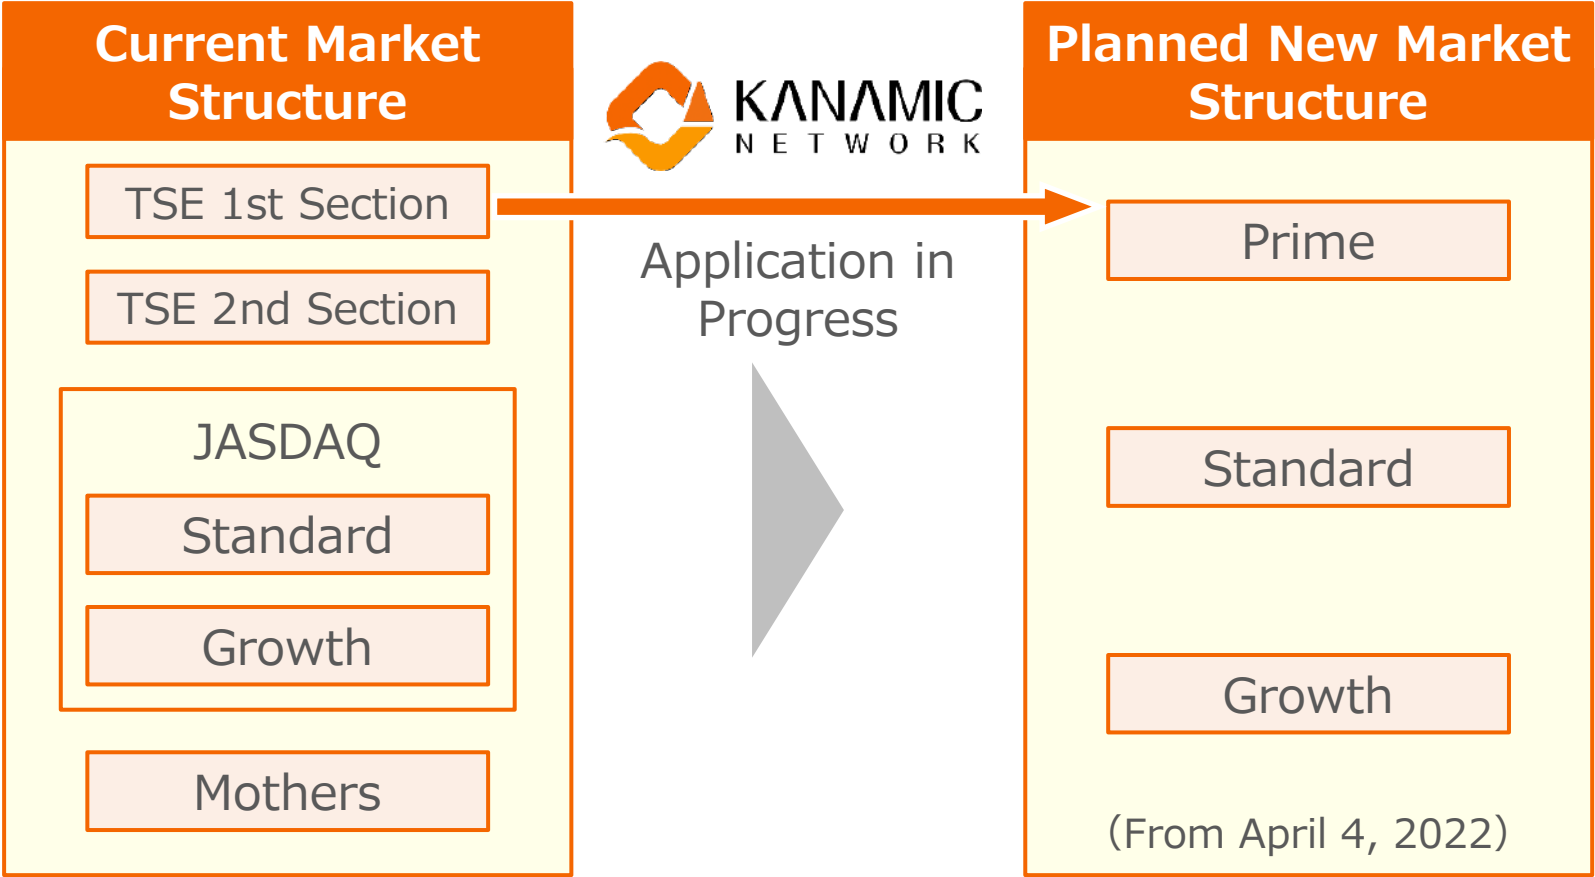 Current Market
Structure
TSE 1st Section
TSE 2nd Section
JASDAQ
Standard
Growth
Mothers
KANAMIC
NETWORK
Application in
Progress
Planned New Market
Structure
Prime
Standard
Growth
(From April 4, 2022)